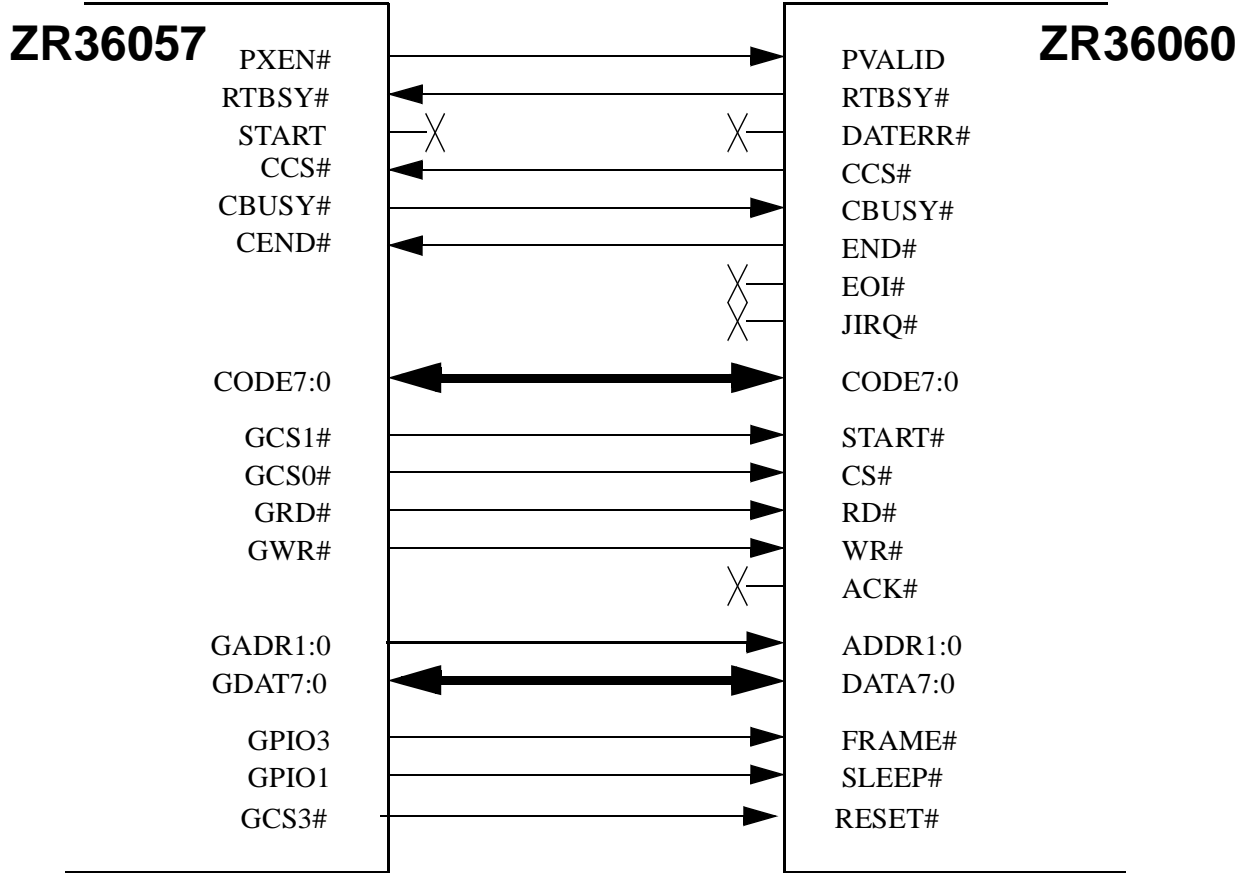 ZR36057 ZR36060
PXEN# PVALID
RTBSY# RTBSY#
START DATERR#
CCS# CCS#
CBUSY# CBUSY#
CEND# END#
EOI#
JIRQ#
CODE7:0 CODE7:0
GCS1# START#
GCS0# CS#
GRD# RD#
GWR# WR#
ACK#
GADR1:0 ADDR1:0
GDAT7:0 DATA7:0
GPIO3 FRAME#
GPIO1 SLEEP#
GCS3# RESET#